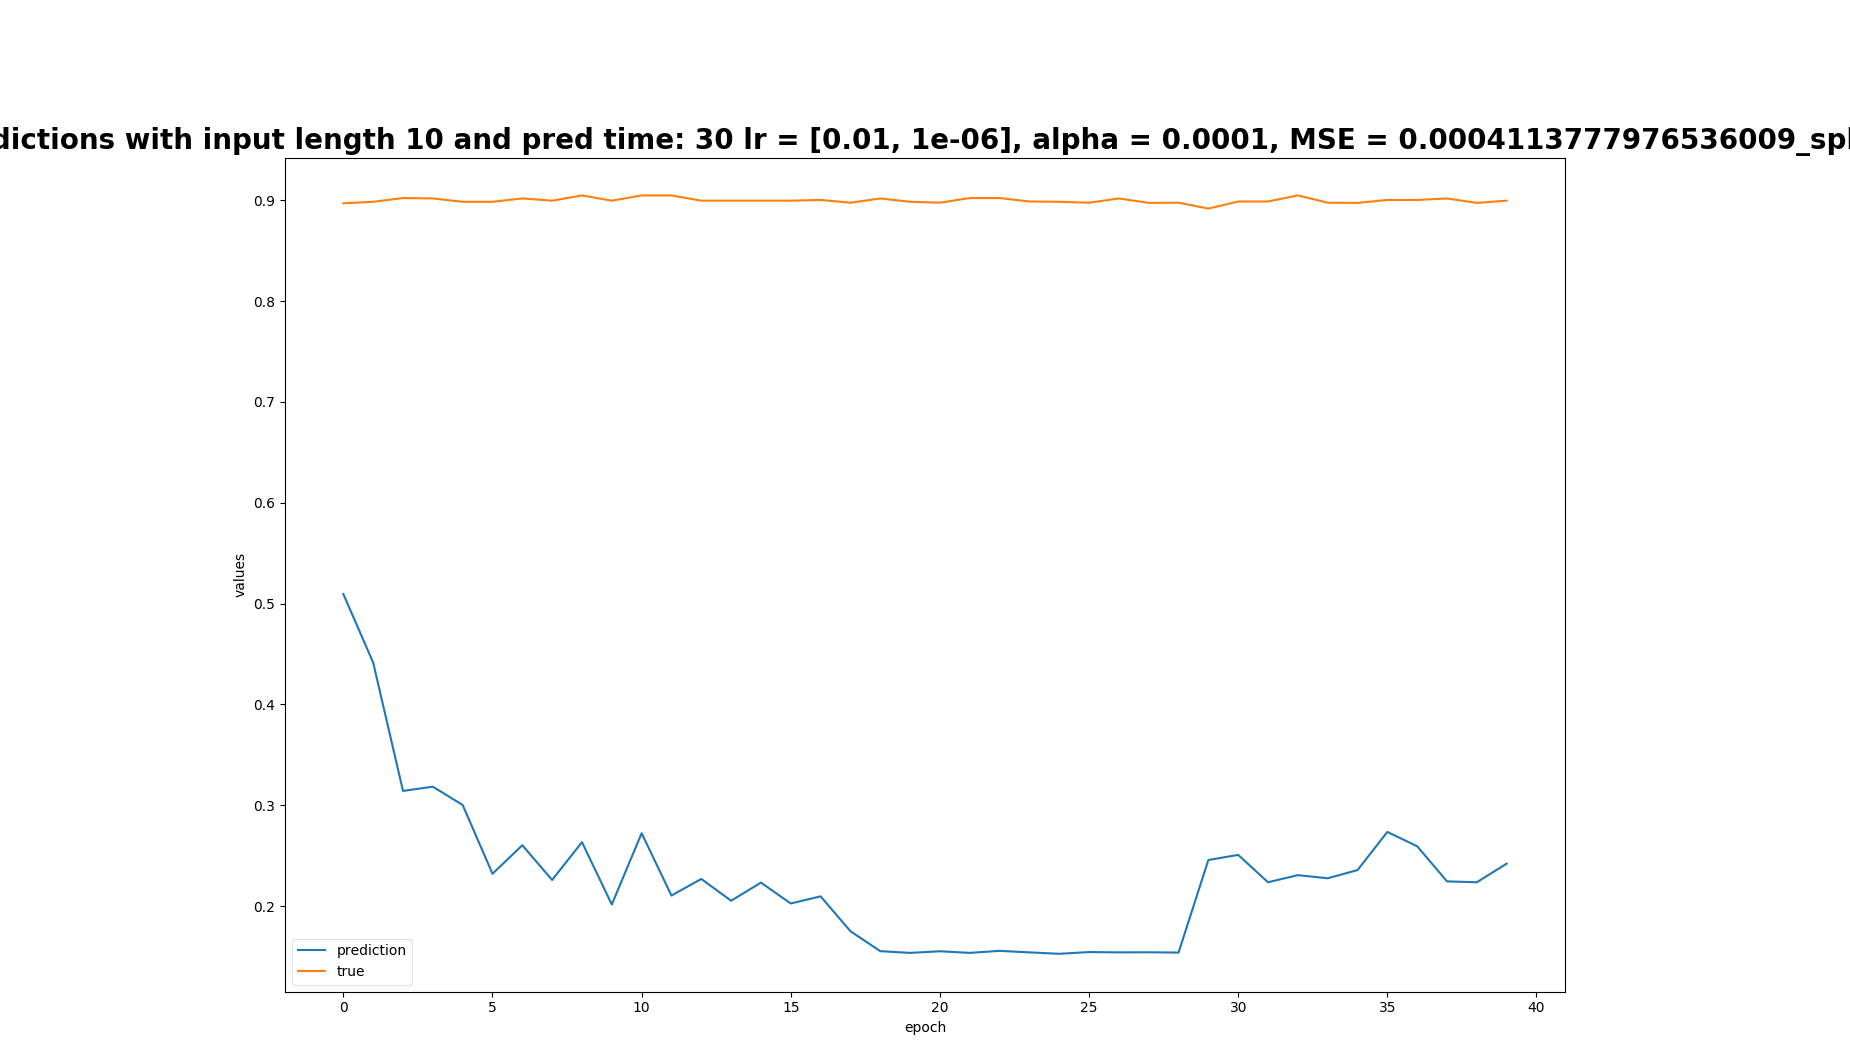 dictions with input length 10 and pred time: 30 lr = [0.01, 1e-06], alpha = 0.0001, MSE = 0.0004113777976536009_spl
0.9
0.8
0.7
0.6
0.5
0.4
0.3
0.2
values
prediction
true
0 5 10 15 20 25 30 35 40
epoch